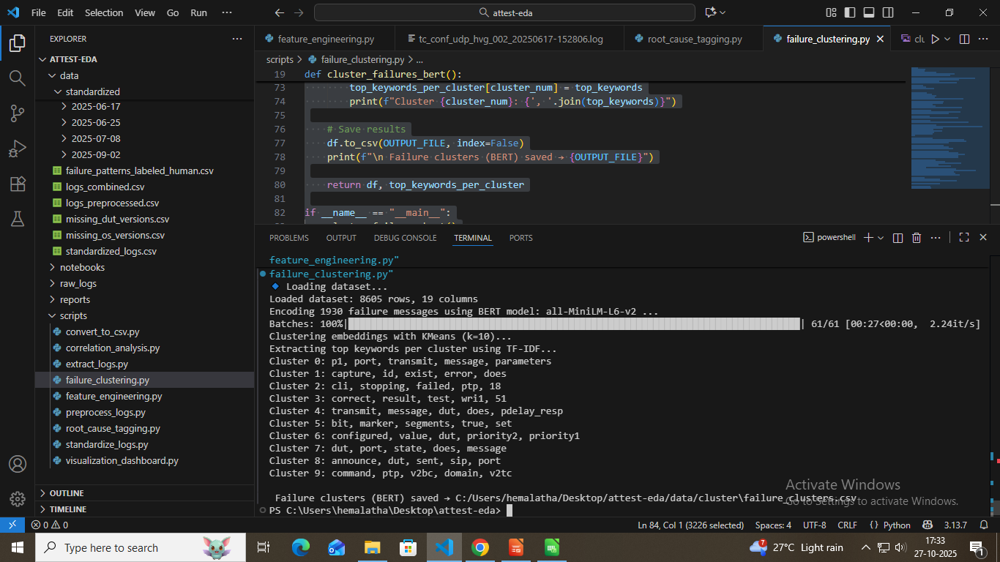 File Edit Selection View Go Run ···
attest-eda
EXPLORER ···
ATTEST-EDA
data
standardized
2025-06-17
2025-06-25
2025-07-08
2025-09-02
failure_patterns_labeled_human.csv
logs_combined.csv
logs_preprocessed.csv
missing_dut_versions.csv
missing_os_versions.csv
standardized_logs.csv
notebooks
raw_logs
reports
scripts
convert_to_csv.py
correlation_analysis.py
extract_logs.py
failure_clustering.py
feature_engineering.py
preprocess_logs.py
root_cause_tagging.py
standardize_logs.py
visualization_dashboard.py
OUTLINE
TIMELINE
feature_engineering.py tc_conf_udp_hvg_002_20250617-152806.log root_cause_tagging.py failure_clustering.py clu
scripts > failure_clustering.py > ...
19 def cluster_failures_bert():
73 top_keywords_per_cluster[cluster_num] = top_keywords
74 print(f"Cluster {cluster_num}: {', '.join(top_keywords)}")
75
76 # Save results
77 df.to_csv(OUTPUT_FILE, index=False)
78 print(f"\n Failure clusters (BERT) saved → {OUTPUT_FILE}")
79
80 return df, top_keywords_per_cluster
81
82 if __name__ == "__main__":
PROBLEMS OUTPUT DEBUG CONSOLE TERMINAL PORTS powershell
feature_engineering.py"
failure_clustering.py"
🔹 Loading dataset...
Loaded dataset: 8605 rows, 19 columns
Encoding 1930 failure messages using BERT model: all-MiniLM-L6-v2 ...
Batches: 100%| | 61/61 [00:27<00:00, 2.24it/s]
Clustering embeddings with KMeans (k=10)...
Extracting top keywords per cluster using TF-IDF...
Cluster 0: p1, port, transmit, message, parameters
Cluster 1: capture, id, exist, error, does
Cluster 2: cli, stopping, failed, ptp, 18
Cluster 3: correct, result, test, wri1, 51
Cluster 4: transmit, message, dut, does, pdelay_resp
Cluster 5: bit, marker, segments, true, set
Cluster 6: configured, value, dut, priority2, priority1
Cluster 7: dut, port, state, does, message
Cluster 8: announce, dut, sent, sip, port
Cluster 9: command, ptp, v2bc, domain, v2tc
Failure clusters (BERT) saved → C:/Users/hemalatha/Desktop/attest-eda/data/cluster\failure_clusters.csv
PS C:\Users\hemalatha\Desktop\attest-eda>
Activate Windows
Go to Settings to activate Windows.
0 0 Ln 84, Col 1 (3226 selected) Spaces: 4 UTF-8 CRLF { } Python 3.13.7
Type here to search
7
27°C Light rain
17:33
27-10-2025
1